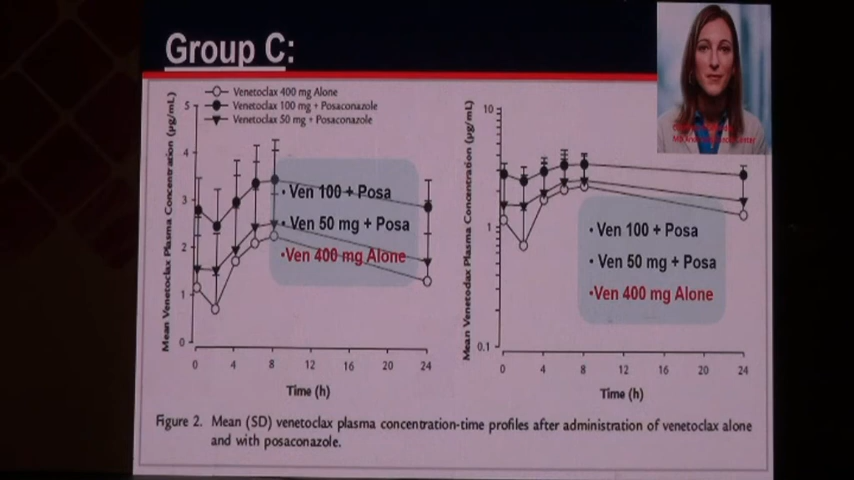 Group C:
Venetoclax 400 mg Alone
Venetoclax 100 mg + Posaconazole
Venetoclax 50 mg + Posaconazole
Mean Venetoclax Plasma Concentration (µg/mL)
5
4
3
2
1
0
• Ven 100 + Posa
• Ven 50 mg + Posa
•Ven 400 mg Alone
0 4 8 12 16 20 24
Time (h)
Mean Venetoclax Plasma Concentration (µg/mL)
10
1
0.1
• Ven 100 + Posa
• Ven 50 mg + Posa
•Ven 400 mg Alone
0 4 8 12 16 20 24
Time (h)
Figure 2. Mean (SD) venetoclax plasma concentration-time profiles after administration of venetoclax alone
and with posaconazole.